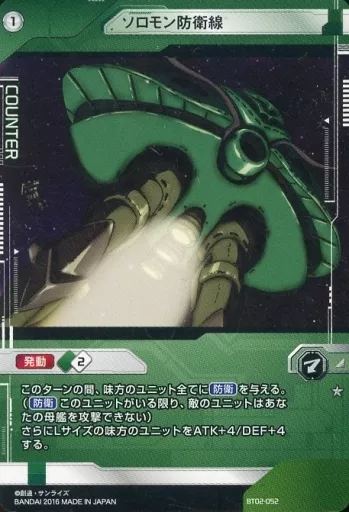 1
ソロモン防衛線
COUNTER
発動 2
このターンの間、味方のユニット全てに 防衛 を与える。
（防衛 このユニットがいる限り、敵のユニットはあな
たの母艦を攻撃できない）
さらにLサイズの味方のユニットをATK+4/DEF+4
する。
©創通・サンライズ
BANDAI 2016 MADE IN JAPAN
BT02-052